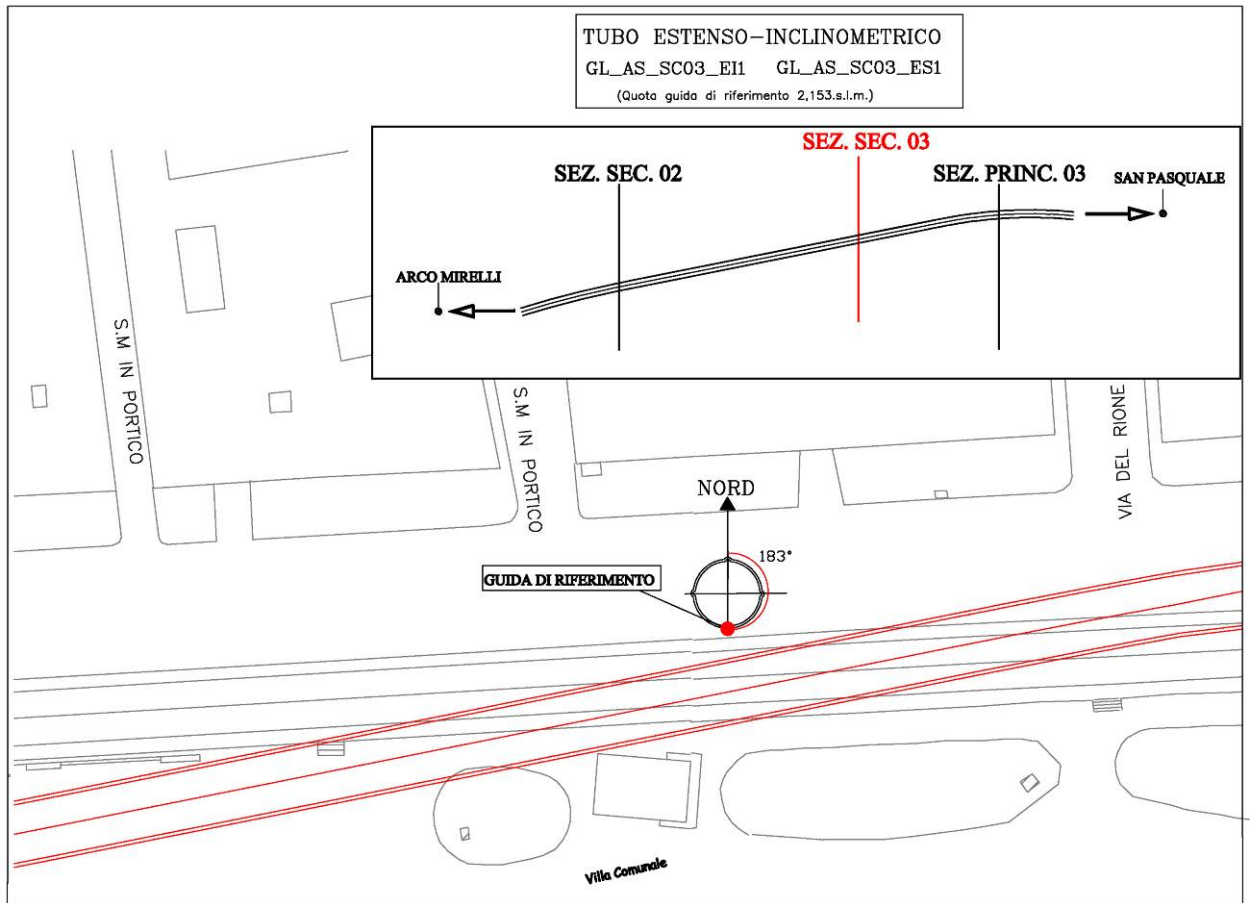 TUBO ESTENSO-INCLINOMETRICO
GL_AS_SC03_EI1 GL_AS_SC03_ES1
(Quota guida di riferimento 2,153.s.l.m.)
SEZ. SEC. 03
SEZ. SEC. 02
SEZ. PRINC. 03
SAN PASQUALE
ARCO MIRELLI
S.M IN PORTICO
S.M IN PORTICO
VIA DEL RIONE
NORD
183°
GUIDA DI RIFERIMENTO
Villa Comunale